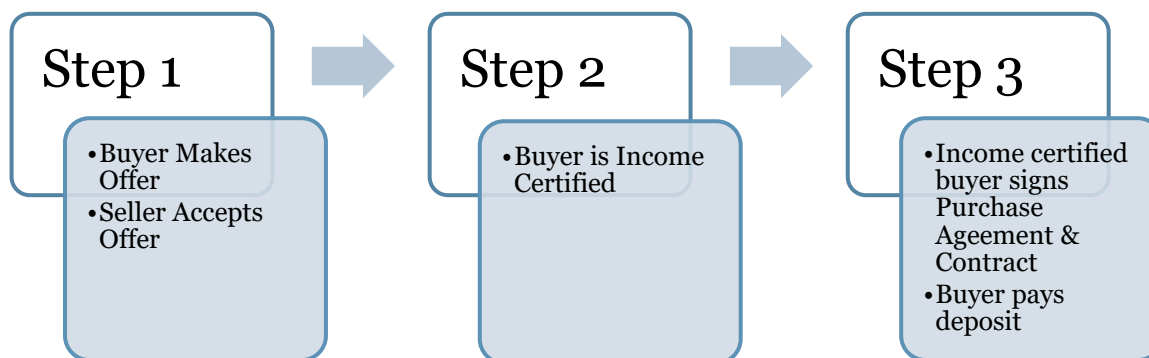 Step 1
•Buyer Makes
Offer
•Seller Accepts
Offer
Step 2
•Buyer is Income
Certified
Step 3
•Income certified
buyer signs
Purchase
Ageement &
Contract
•Buyer pays
deposit